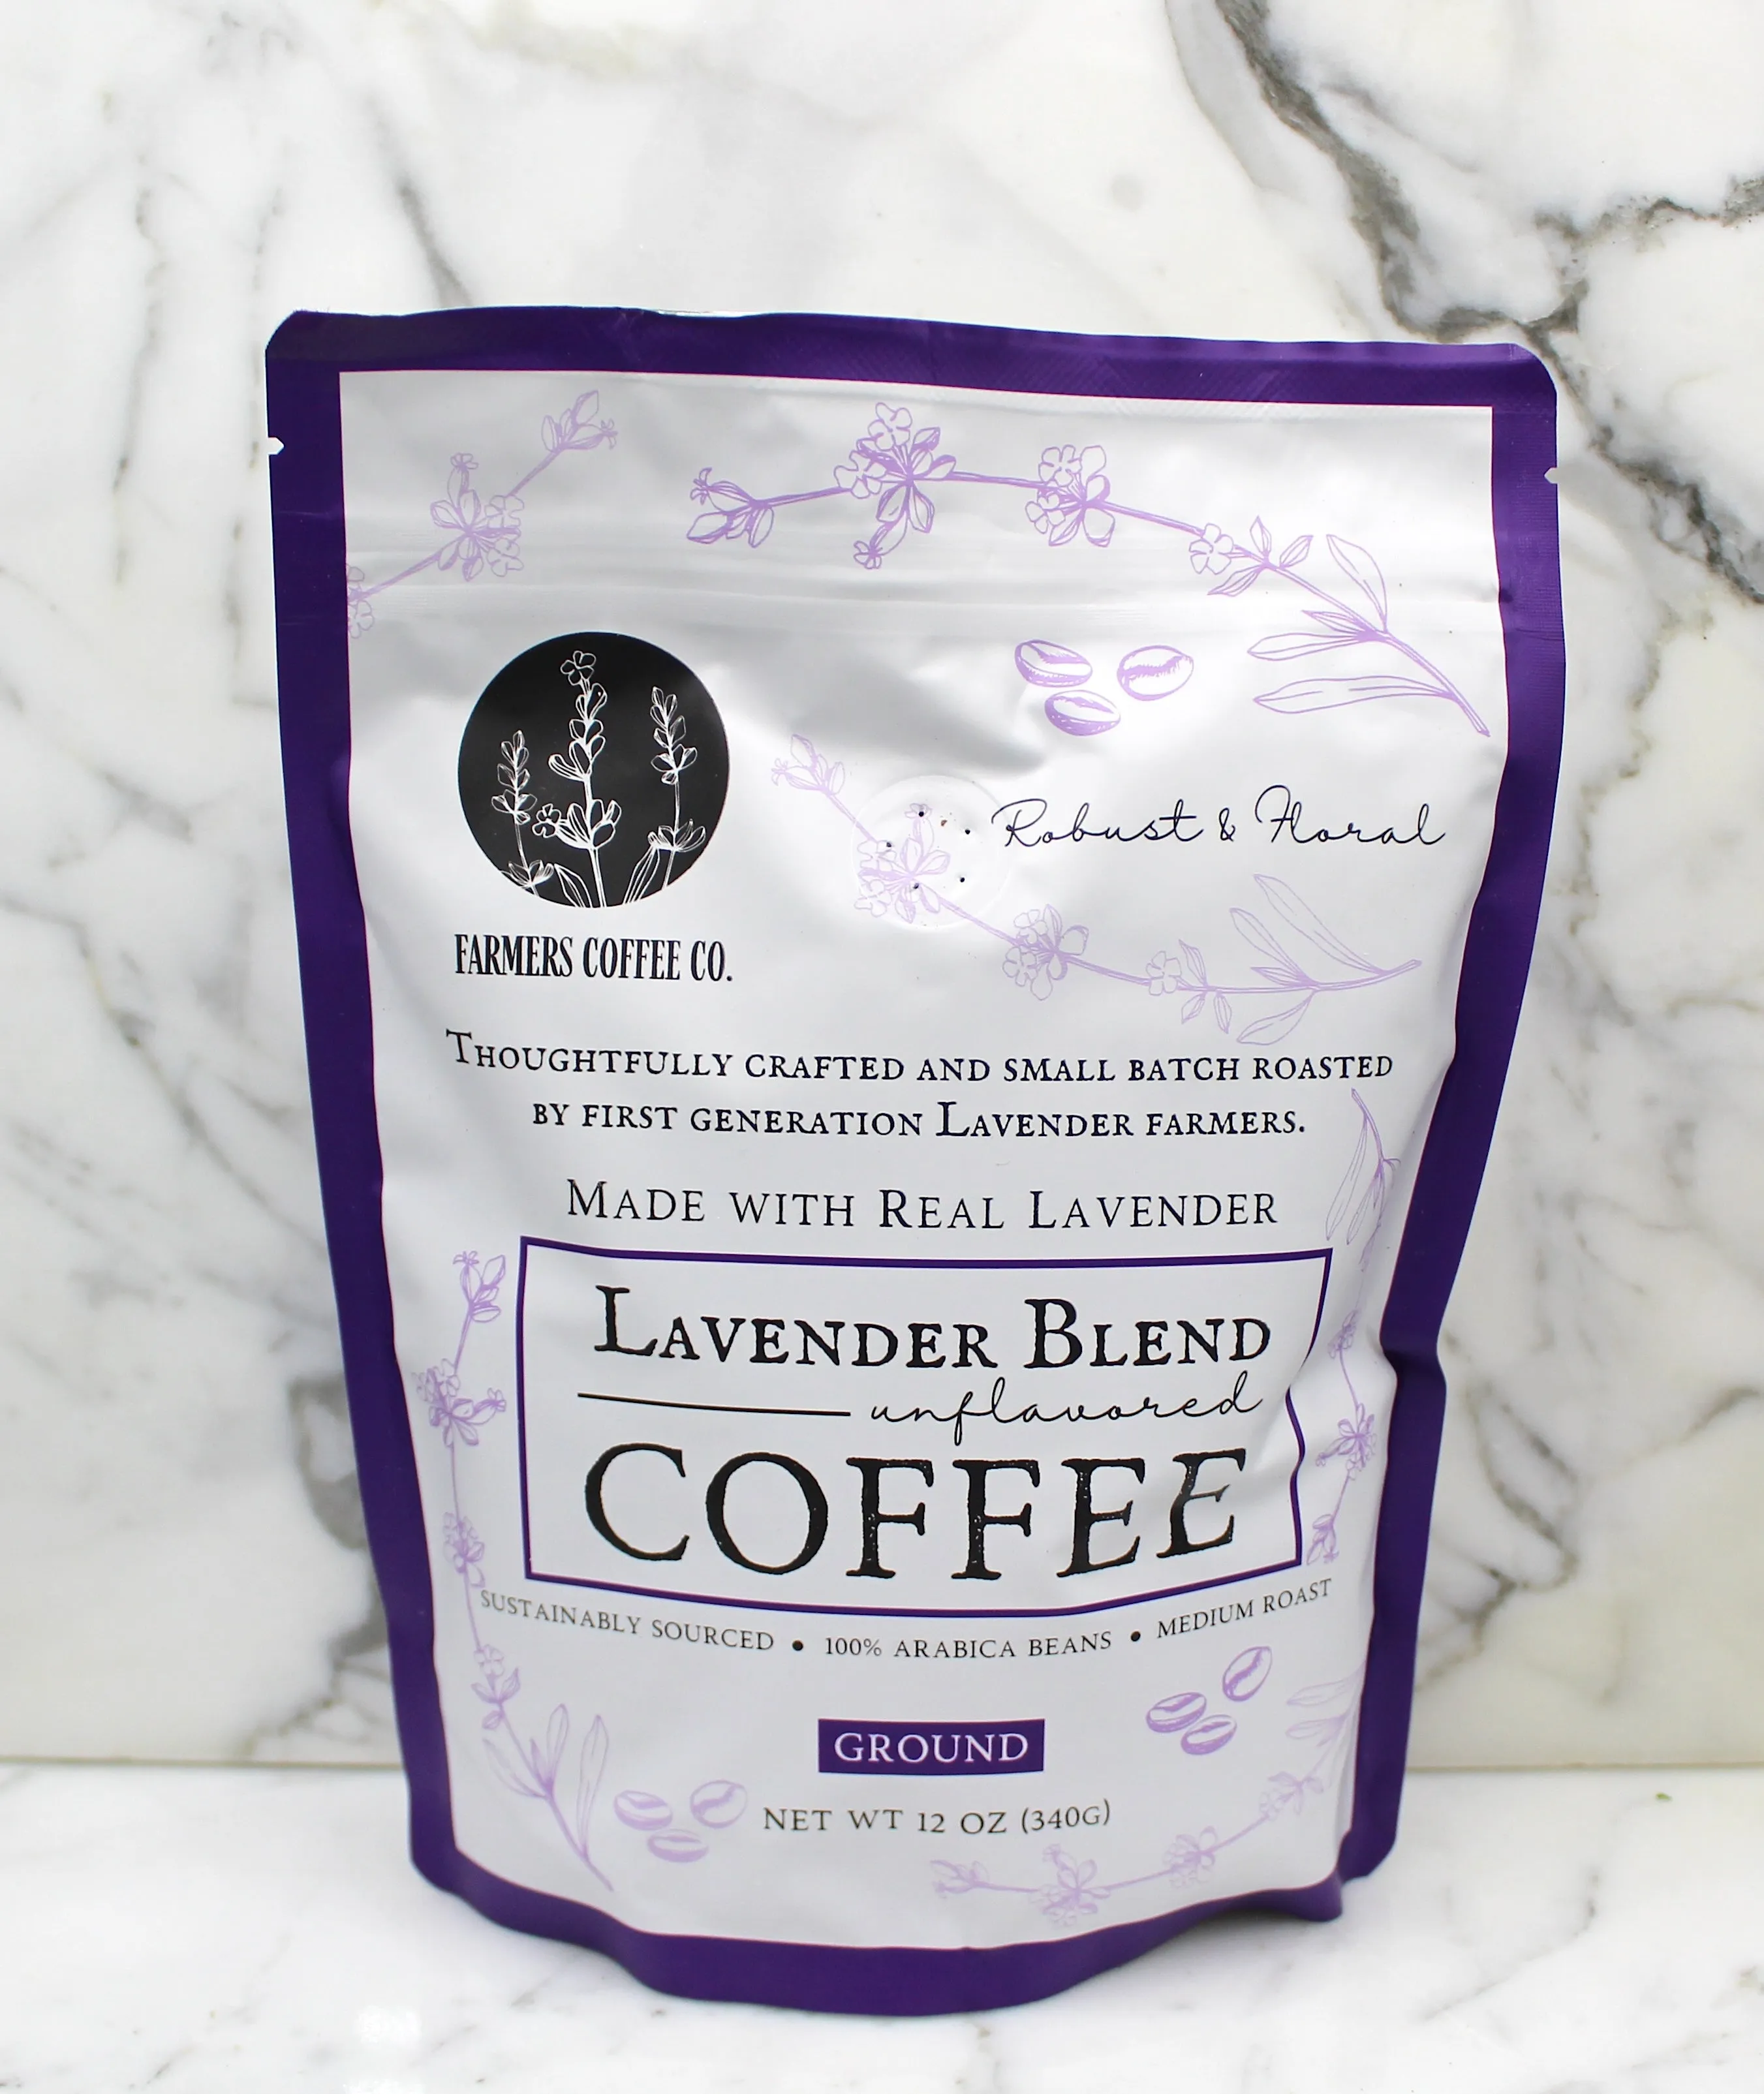 Robust & Floral
FARMERS COFFEE CO.
THOUGHTFULLY CRAFTED AND SMALL BATCH ROASTED
BY FIRST GENERATION LAVENDER FARMERS.
MADE WITH REAL LAVENDER
LAVENDER BLEND
unflavored
COFFEE
SUSTAINABLY SOURCED • 100% ARABICA BEANS • MEDIUM ROAST
GROUND
NET WT 12 OZ (340G)